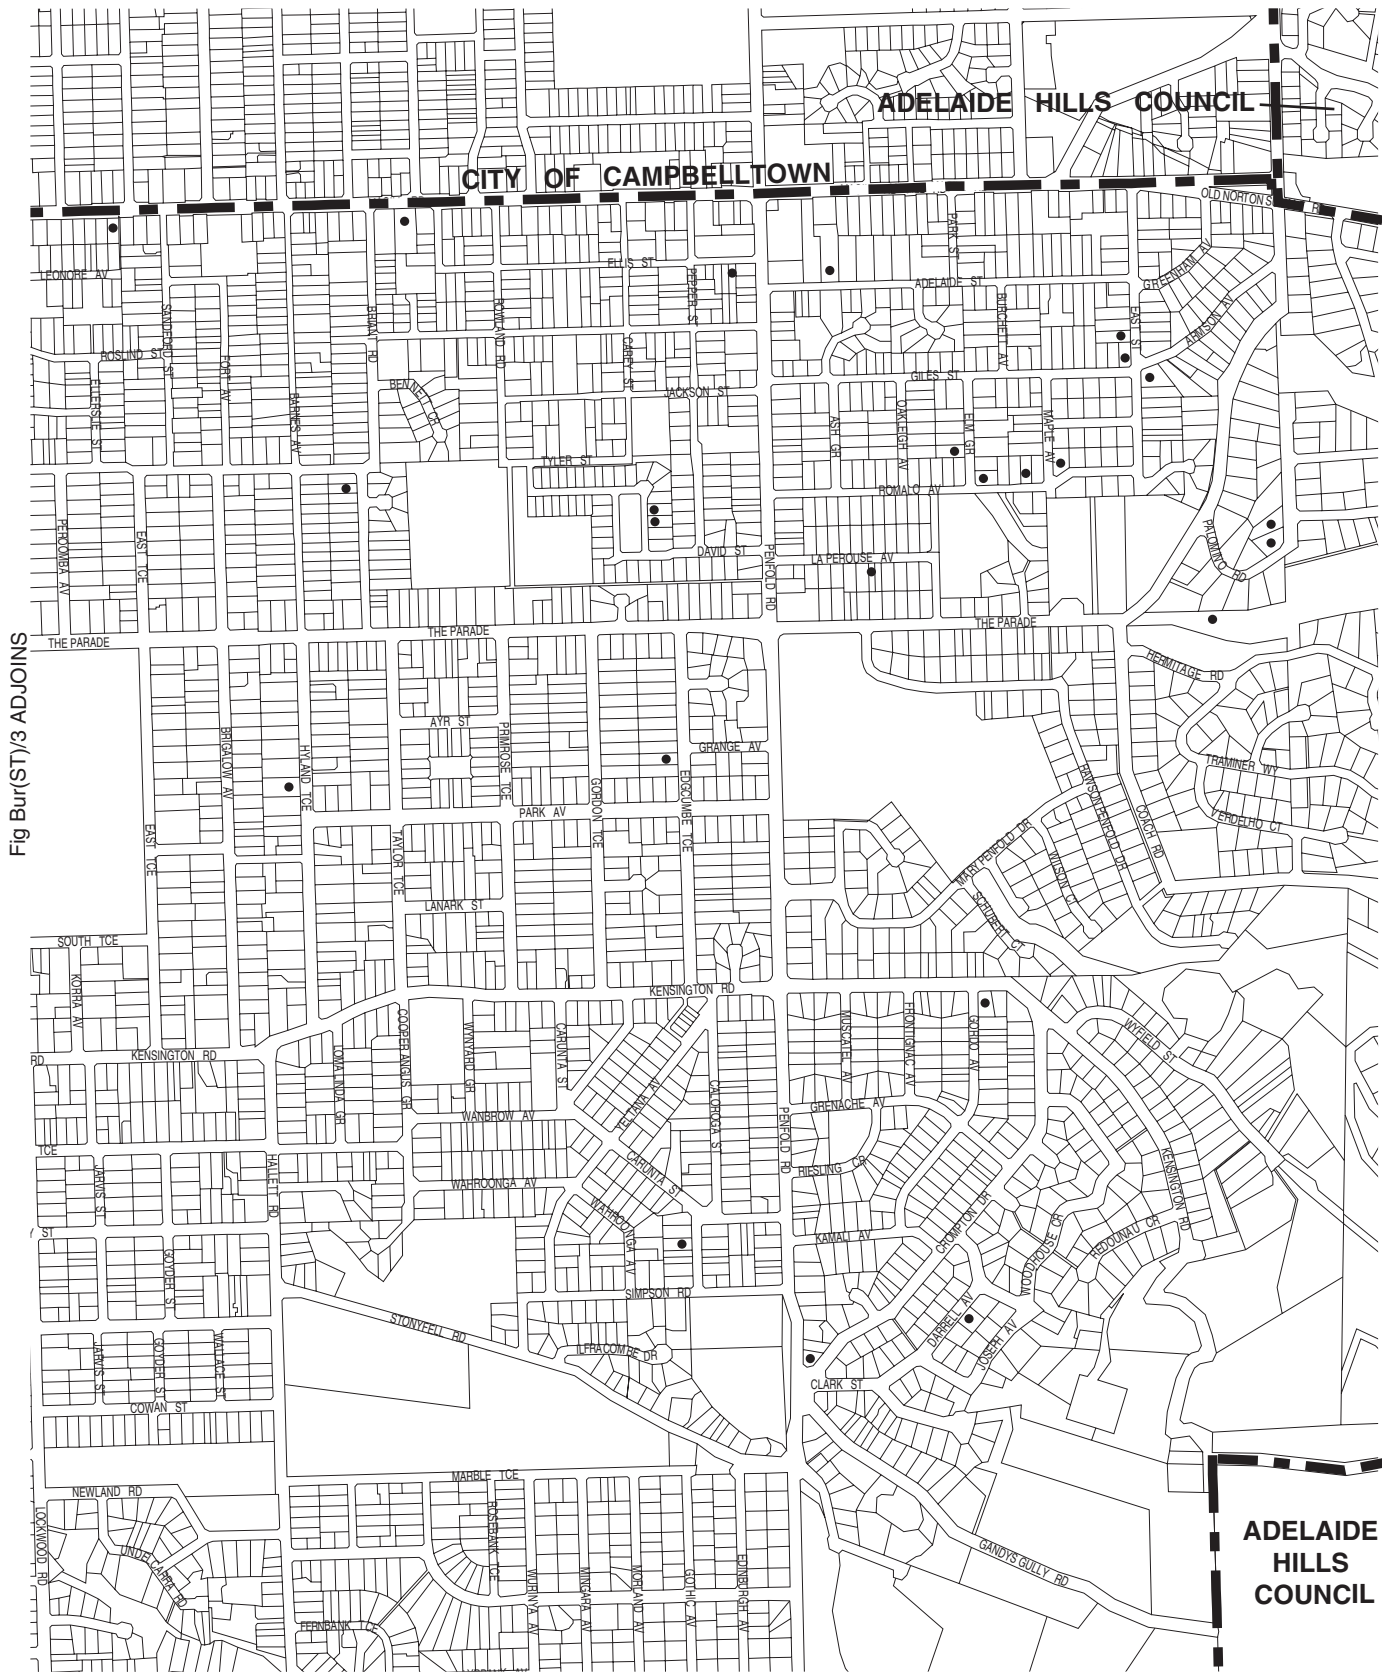 ADELAIDE HILLS COUNCIL
CITY OF CAMPBELLTOWN
OLD NORTON S
LEONORE AV
ELLIS ST
PARK ST
ADELAIDE ST
GREENHAM AV
ARMSON AV
PEPPER ST
SANDFORD ST
BRIANT RD
ROWLAND RD
BURCHETT AV
EAST ST
ROSLIND ST
FORT AV
CAREY ST
GILES ST
ELLERSLIE ST
BARNES AV
BENNETT CR
JACKSON ST
ASH GR
OAKLEIGH AV
ELM GR
MAPLE AV
TYLER ST
ROMALO AV
PEROOMBA AV
EAST TCE
DAVID ST
PENFOLD RD
LA PEROUSE AV
PALOMINO RD
THE PARADE
THE PARADE
THE PARADE
Fig Bur(ST)/3 ADJOINS
HERMITAGE RD
BRIGALOW AV
HYLAND TCE
AYR ST
PRIMROSE TCE
GRANGE AV
TRAMINER WY
GORDON TCE
EDGCUMBE TCE
RAWSON PENFOLD DR
COACH RD
VERDELHO CT
PARK AV
EAST TCE
TAYLOR TCE
MARY PENFOLD DR
WILSON CT
LANARK ST
SCHUBERT CT
SOUTH TCE
KORRA AV
KENSINGTON RD
COOPER ANGUS GR
WYNYARD GR
CARUNTA S
MUSCATEL AV
FRONTIGNAC AV
GORDO AV
WYFIELD ST
RD
KENSINGTON RD
LOMA LINDA GR
YELTANA AV
CALOROGA ST
WANBROW AV
PENFOLD RD
GRENACHE AV
TCE
JARVIS ST
HALLETT RD
CARUNTA ST
RIESLING CR
KENSINGTON RD
WAHROONGA AV
WAHROONGA AV
CROMPTON DR
WOODHOUSE CR
REDOUNAU CR
Y ST
GOYDER ST
KAMALI AV
SIMPSON RD
STONYFELL RD
ILFRACOMBE DR
DARRELL AV
JOSEPH AV
JARVIS ST
GOYDER ST
WALLACE ST
CLARK ST
COWAN ST
MARBLE TCE
NEWLAND RD
LOCKWOOD RD
UNDELCARRA RD
ROSEBANK TCE
WURINYA AV
MINGARA AV
MORLAND AV
GOTHIC AV
EDINBURGH AV
GANDYS GULLY RD
FERNBANK TCE
ADELAIDE
HILLS
COUNCIL